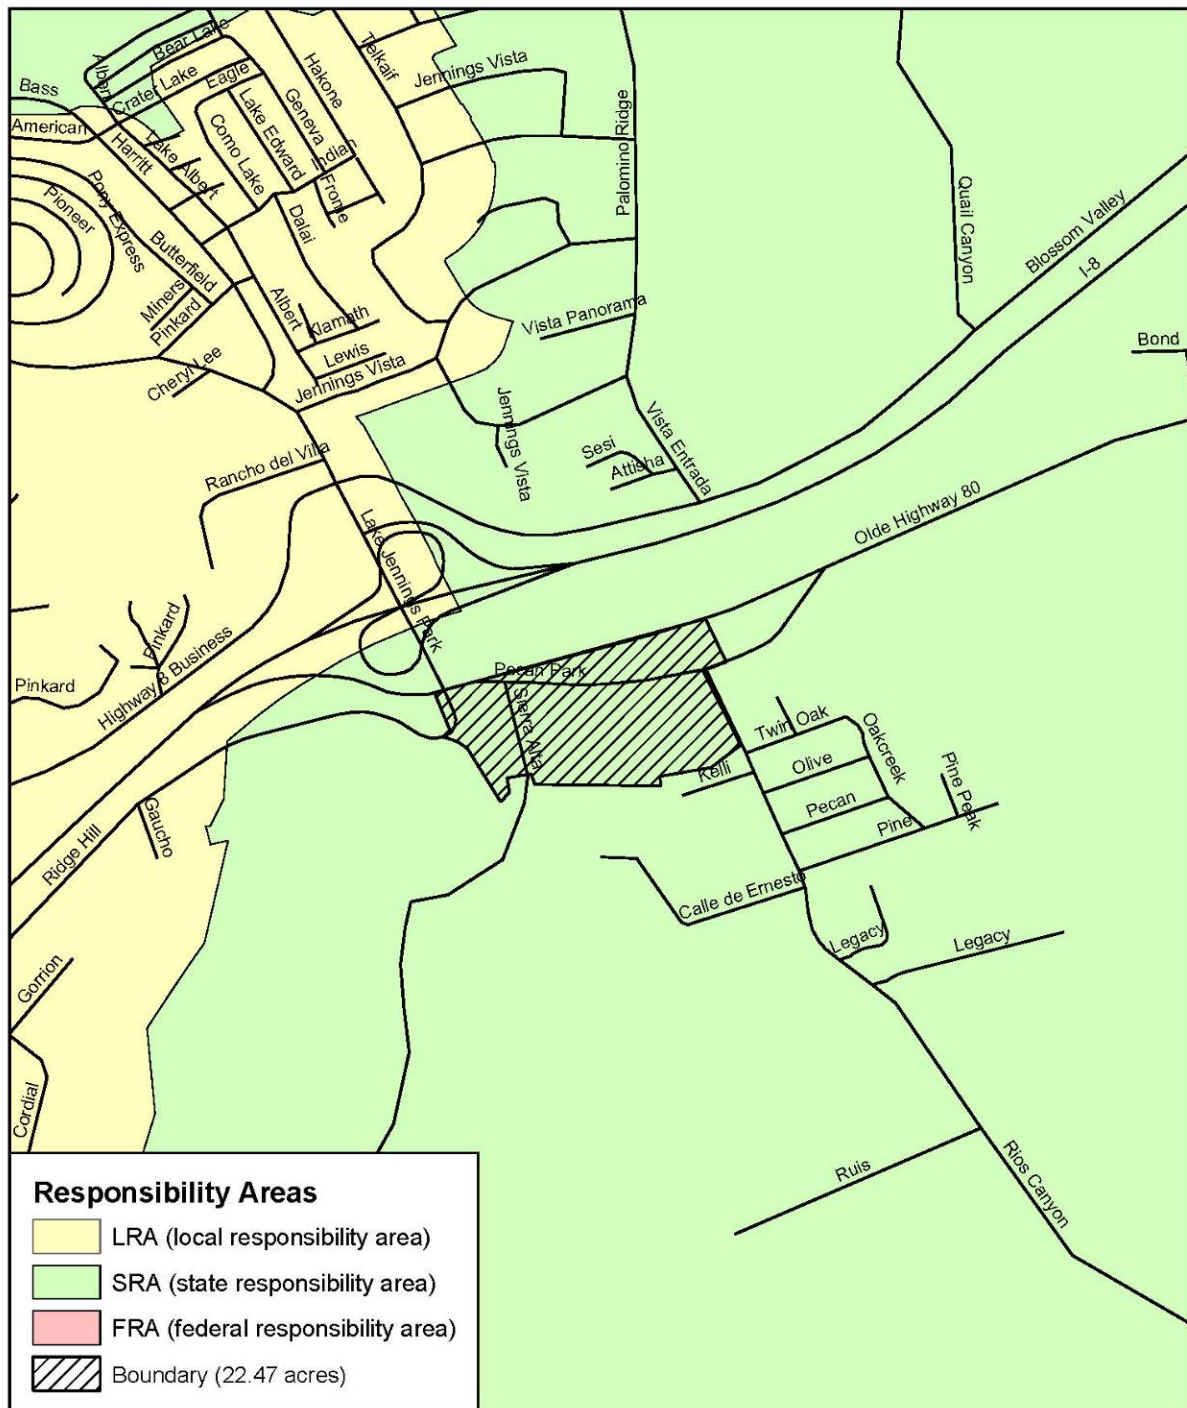 Bear Lake
Albert
Telkaif
Hakone
Jennings Vista
Bass
Crater Lake
Eagle
Geneva
Lake Edward
Palomino Ridge
American
Harritt
Lake Albert
Como Lake
Indian
Frome
Quail Canyon
Blossom Valley
I-8
Pioneer
Pony Express
Dalai
Butterfield
Miners
Pinkard
Albert
Klamath
Vista Panorama
Bond
Cheryl Lee
Lewis
Jennings Vista
Jennings Vista
Vista Entrada
Sesi
Attisha
Rancho del Villa
Olde Highway 80
Lake Jennings Park
Pinkard
Pinkard
Highway 8 Business
Pecan Park
Sierra Alta
Twin Oak
Oakcreek
Kelli
Olive
Pine Peak
Pecan
Pine
Gaucho
Ridge Hill
Calle de Ernesto
Legacy
Legacy
Gorrion
Cordial
Ruis
Rios Canyon
Responsibility Areas
LRA (local responsibility area)
SRA (state responsibility area)
FRA (federal responsibility area)
Boundary (22.47 acres)